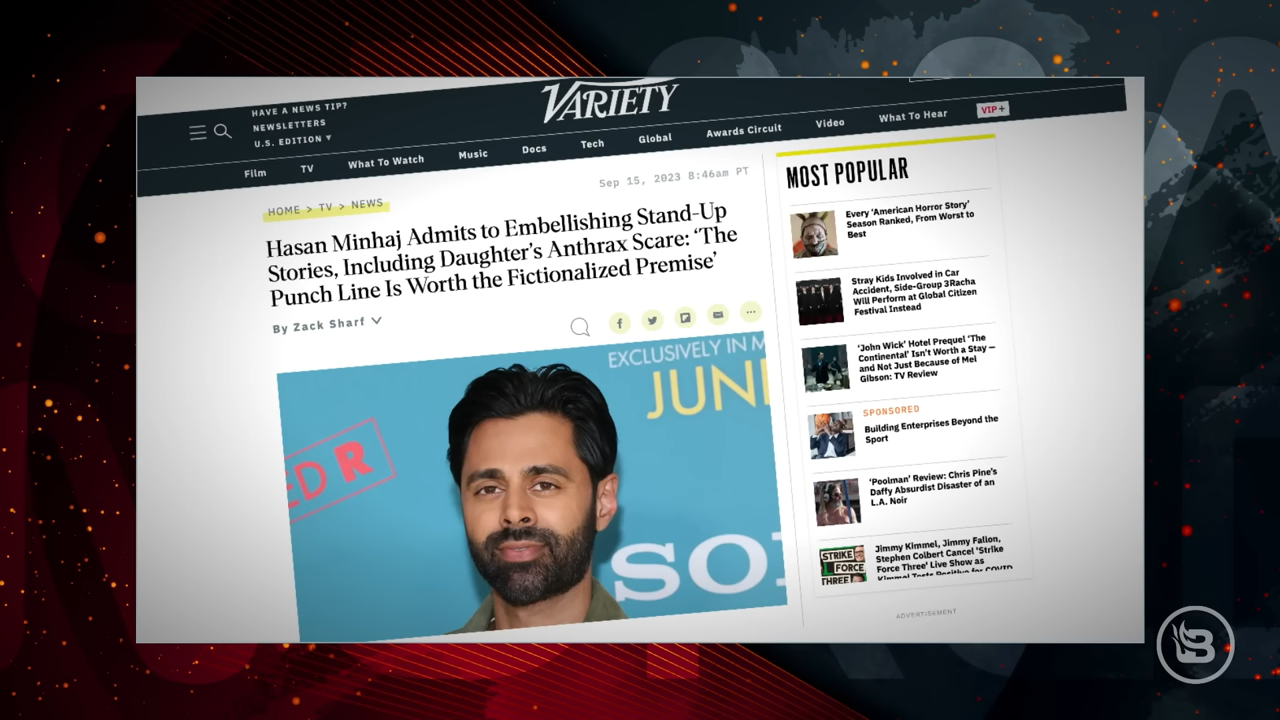 HAVE A NEWS TIP?
NEWSLETTERS
U.S. EDITION
VARIETY
Film TV What To Watch Music Docs Tech Global Awards Circuit Video What To Hear VIP+
Sep 15, 2023 8:46am PT
HOME > TV > NEWS
Hasan Minhaj Admits to Embellishing Stand-Up
Stories, Including Daughter's Anthrax Scare: 'The
Punch Line Is Worth the Fictionalized Premise'
By Zack Sharf
EXCLUSIVELY IN M
JUNE
ED R
SO
MOST POPULAR
Every 'American Horror Story'
Season Ranked, From Worst to
Best
Stray Kids Involved in Car
Accident, Side-Group 3Racha
Will Perform at Global Citizen
Festival Instead
'John Wick' Hotel Prequel 'The
Continental' Isn't Worth a Stay —
and Not Just Because of Mel
Gibson: TV Review
SPONSORED
Building Enterprises Beyond the
Sport
'Poolman' Review: Chris Pine's
Daffy Absurdist Disaster of an
L.A. Noir
STRIKE
FORCE
THREE
Jimmy Kimmel, Jimmy Fallon,
Stephen Colbert Cancel 'Strike
Force Three' Live Show as
Kimmel Tests Positive for COVID
ADVERTISEMENT
B